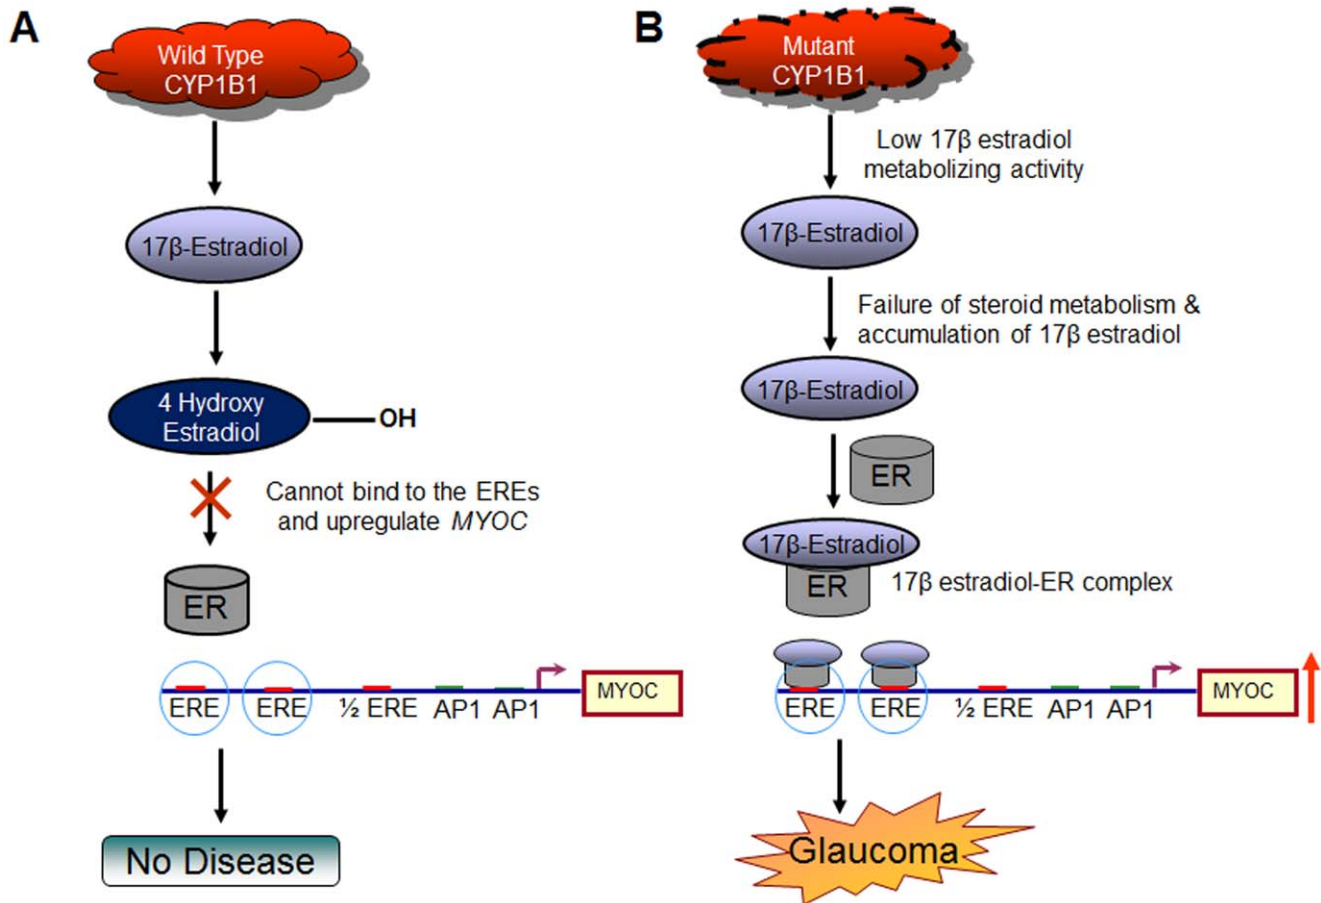 A
Wild Type
CYP1B1
17β-Estradiol
4 Hydroxy
Estradiol
OH
Cannot bind to the EREs
and upregulate MYOC
ER
ERE ERE ½ ERE AP1 AP1 MYOC
No Disease
B
Mutant
CYP1B1
Low 17β estradiol
metabolizing activity
17β-Estradiol
Failure of steroid metabolism &
accumulation of 17β estradiol
17β-Estradiol
ER
17β-Estradiol
ER
17β estradiol-ER complex
ERE ERE ½ ERE AP1 AP1 MYOC
Glaucoma